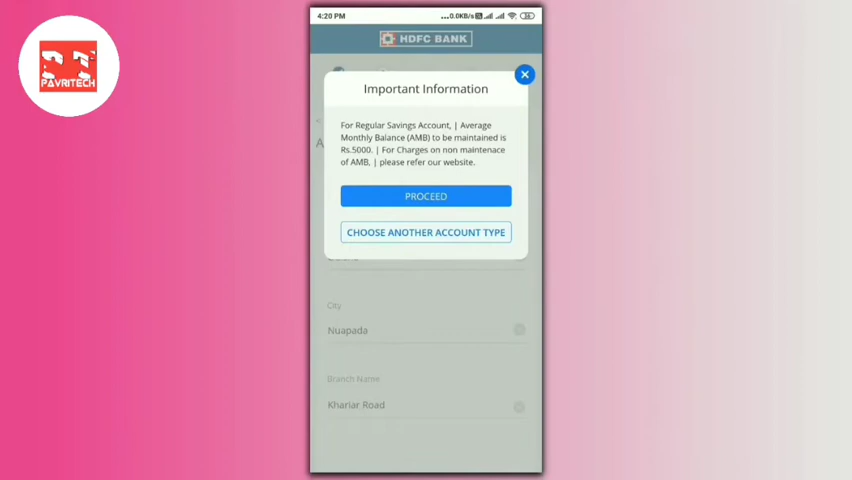 4:20 PM
...0.0KB/s
HDFC BANK
PAVRITECH
Important Information
For Regular Savings Account, | Average
Monthly Balance (AMB) to be maintained is
Rs.5000. | For Charges on non maintenace
of AMB, | please refer our website.
PROCEED
CHOOSE ANOTHER ACCOUNT TYPE
City
Nuapada
Branch Name
Khariar Road